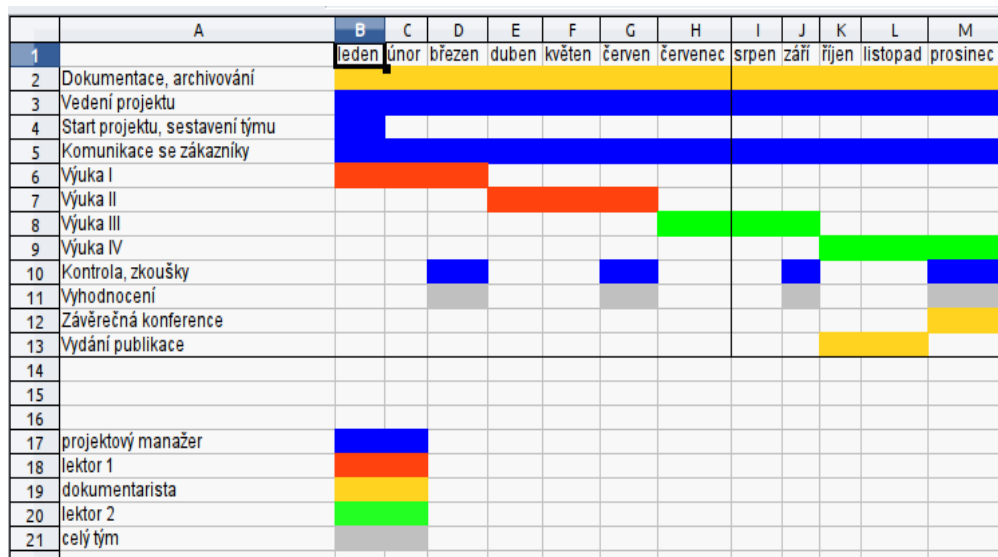 A B C D E F G H I J K L M
1 leden únor březen duben květen červen červenec srpen září říjen listopad prosinec
2 Dokumentace, archivování
3 Vedení projektu
4 Start projektu, sestavení týmu
5 Komunikace se zákazníky
6 Výuka I
7 Výuka II
8 Výuka III
9 Výuka IV
10 Kontrola, zkoušky
11 Vyhodnocení
12 Závěrečná konference
13 Vydání publikace
14
15
16
17 projektový manažer
18 lektor 1
19 dokumentarista
20 lektor 2
21 celý tým